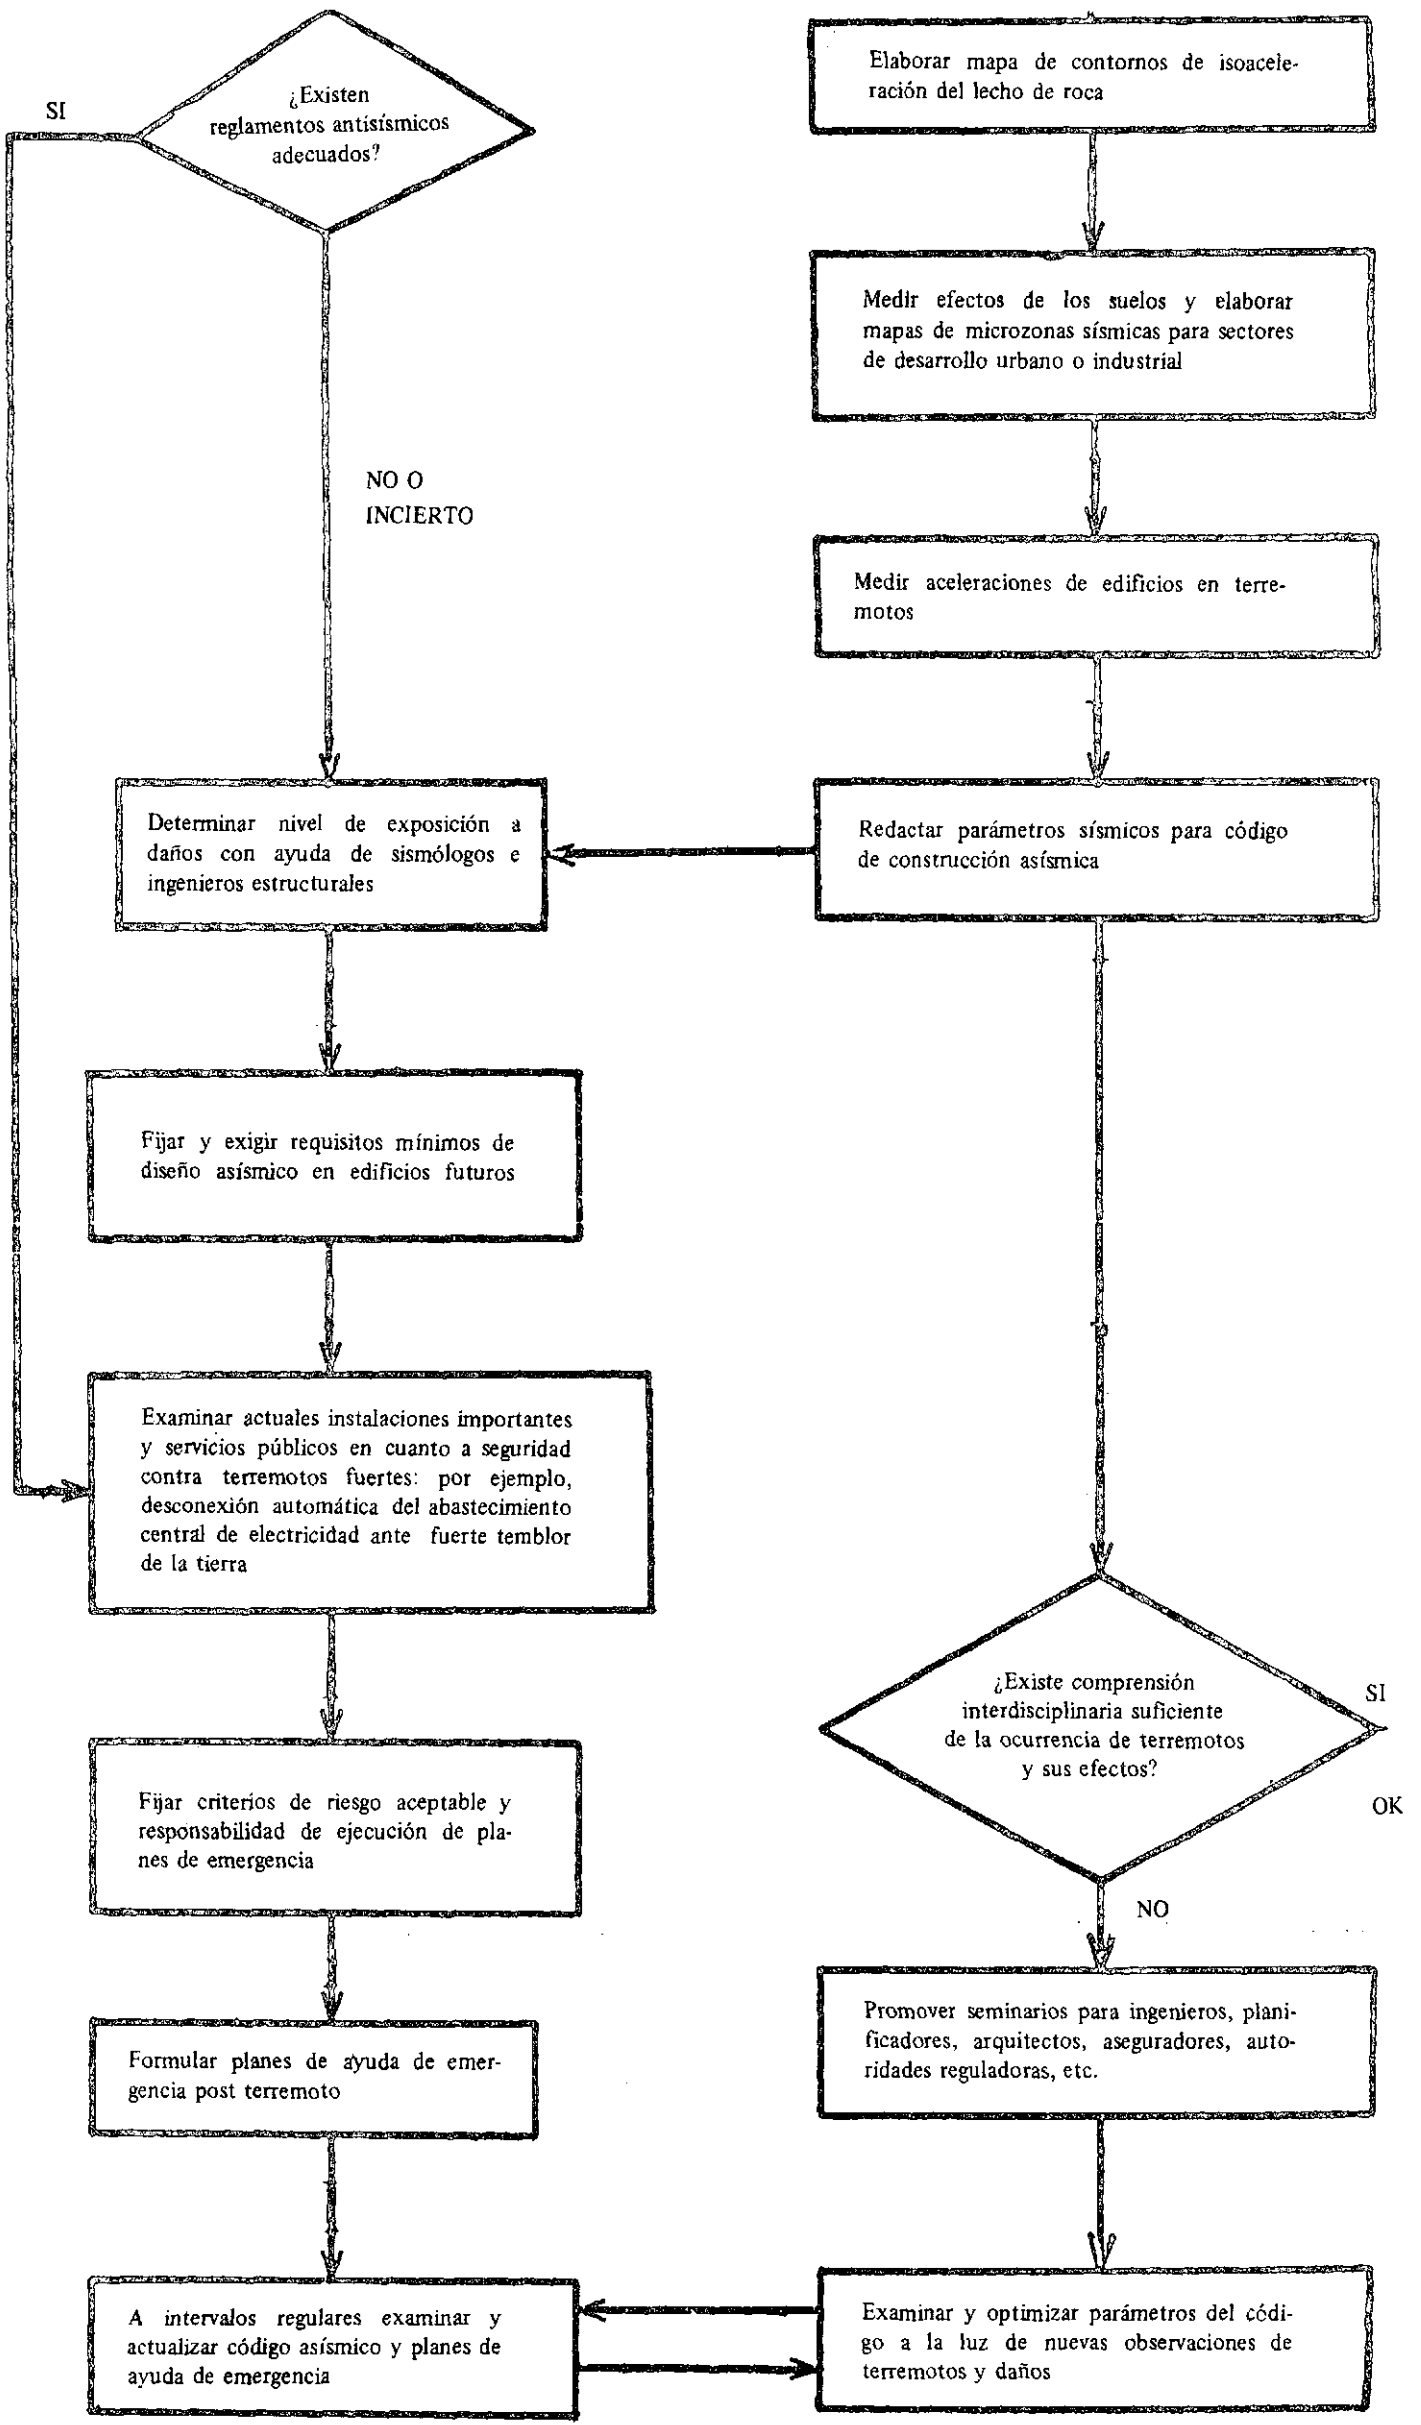 SI
¿Existen
reglamentos antisísmicos
adecuados?
NO O
INCIERTO
Determinar nivel de exposición a
daños con ayuda de sismólogos e
ingenieros estructurales
Fijar y exigir requisitos mínimos de
diseño asísmico en edificios futuros
Examinar actuales instalaciones importantes
y servicios públicos en cuanto a seguridad
contra terremotos fuertes: por ejemplo,
desconexión automática del abastecimiento
central de electricidad ante fuerte temblor
de la tierra
Fijar criterios de riesgo aceptable y
responsabilidad de ejecución de pla-
nes de emergencia
Formular planes de ayuda de emer-
gencia post terremoto
A intervalos regulares examinar y
actualizar código asísmico y planes de
ayuda de emergencia
Elaborar mapa de contornos de isoacele-
ración del lecho de roca
Medir efectos de los suelos y elaborar
mapas de microzonas sísmicas para sectores
de desarrollo urbano o industrial
Medir aceleraciones de edificios en terre-
motos
Redactar parámetros sísmicos para código
de construcción asísmica
¿Existe comprensión
interdisciplinaria suficiente
de la ocurrencia de terremotos
y sus efectos?
SI
OK
NO
Promover seminarios para ingenieros, plani-
ficadores, arquitectos, aseguradores, auto-
ridades reguladoras, etc.
Examinar y optimizar parámetros del códi-
go a la luz de nuevas observaciones de
terremotos y daños